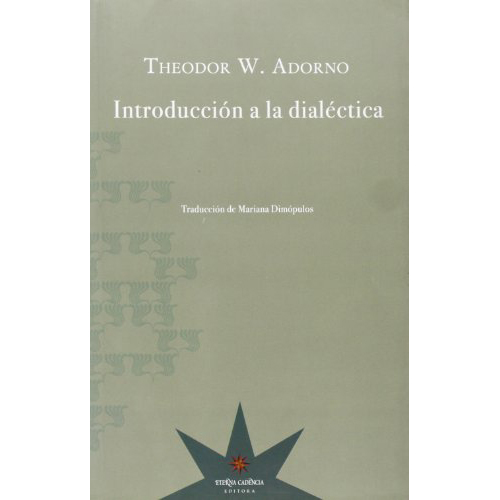 THEODOR W. ADORNO
Introducción a la dialéctica
Traducción de Mariana Dimópulos
ETERNA CADENCIA
EDITORA